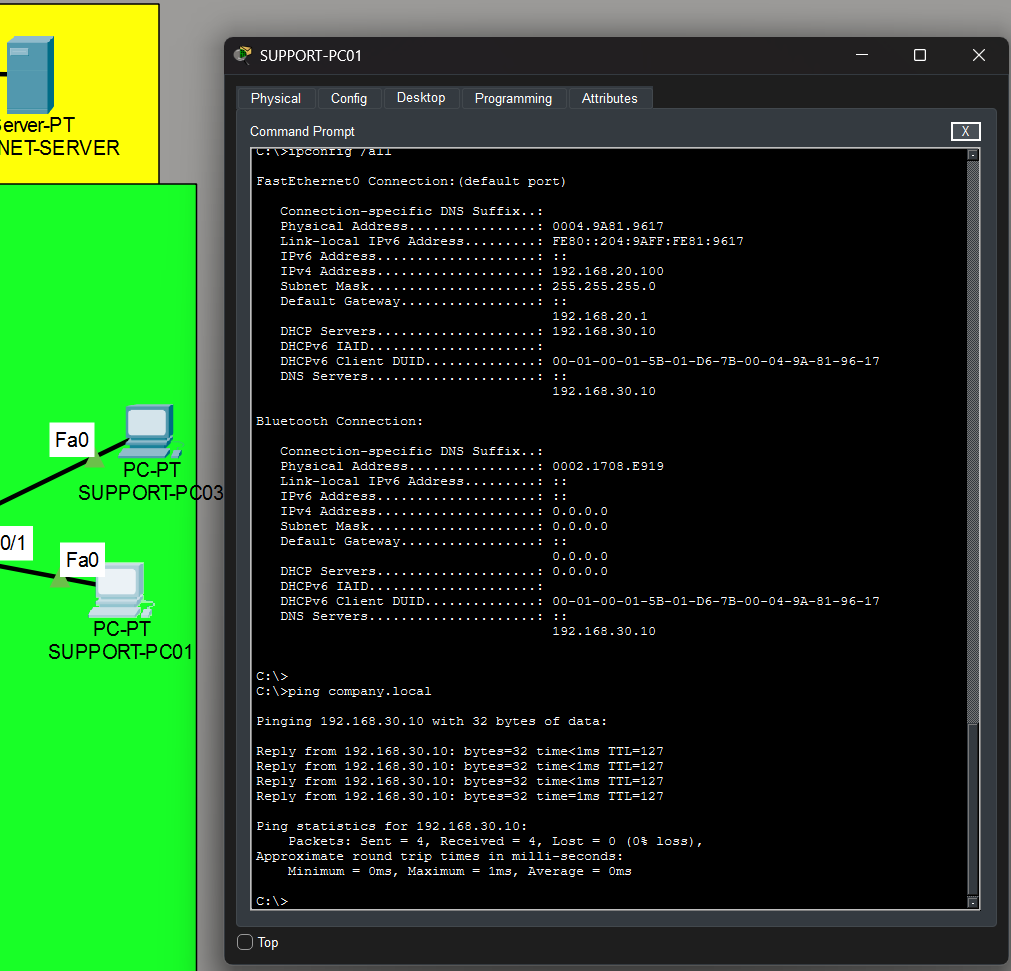 Server-PT
NET-SERVER
Fa0
PC-PT
SUPPORT-PC03
0/1
Fa0
PC-PT
SUPPORT-PC01
SUPPORT-PC01
Physical
Config
Desktop
Programming
Attributes
Command Prompt
X
C:\>ipconfig /all
FastEthernet0 Connection:(default port)
Connection-specific DNS Suffix..:
Physical Address................: 0004.9A81.9617
Link-local IPv6 Address.........: FE80::204:9AFF:FE81:9617
IPv6 Address....................: ::
IPv4 Address....................: 192.168.20.100
Subnet Mask.....................: 255.255.255.0
Default Gateway.................: ::
192.168.20.1
DHCP Servers....................: 192.168.30.10
DHCPv6 IAID.....................:
DHCPv6 Client DUID..............: 00-01-00-01-5B-01-D6-7B-00-04-9A-81-96-17
DNS Servers.....................: ::
192.168.30.10
Bluetooth Connection:
Connection-specific DNS Suffix..:
Physical Address................: 0002.1708.E919
Link-local IPv6 Address.........: ::
IPv6 Address....................: ::
IPv4 Address....................: 0.0.0.0
Subnet Mask.....................: 0.0.0.0
Default Gateway.................: ::
0.0.0.0
DHCP Servers....................: 0.0.0.0
DHCPv6 IAID.....................:
DHCPv6 Client DUID..............: 00-01-00-01-5B-01-D6-7B-00-04-9A-81-96-17
DNS Servers.....................: ::
192.168.30.10
C:\>
C:\>ping company.local
Pinging 192.168.30.10 with 32 bytes of data:
Reply from 192.168.30.10: bytes=32 time<1ms TTL=127
Reply from 192.168.30.10: bytes=32 time<1ms TTL=127
Reply from 192.168.30.10: bytes=32 time<1ms TTL=127
Reply from 192.168.30.10: bytes=32 time=1ms TTL=127
Ping statistics for 192.168.30.10:
Packets: Sent = 4, Received = 4, Lost = 0 (0% loss),
Approximate round trip times in milli-seconds:
Minimum = 0ms, Maximum = 1ms, Average = 0ms
C:\>
Top